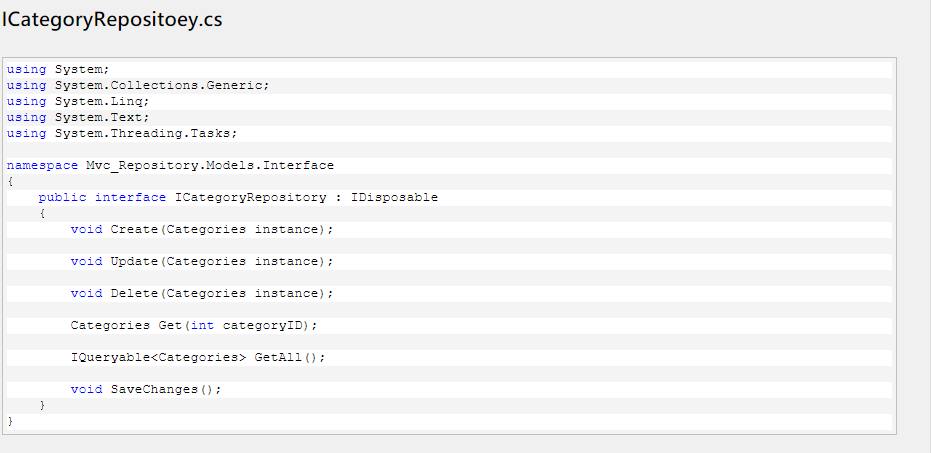 ICategoryRepositoey.cs
using System;
using System.Collections.Generic;
using System.Linq;
using System.Text;
using System.Threading.Tasks;
namespace Mvc_Repository.Models.Interface
{
public interface ICategoryRepository : IDisposable
{
void Create(Categories instance);
void Update(Categories instance);
void Delete(Categories instance);
Categories Get(int categoryID);
IQueryable<Categories> GetAll();
void SaveChanges();
}
}